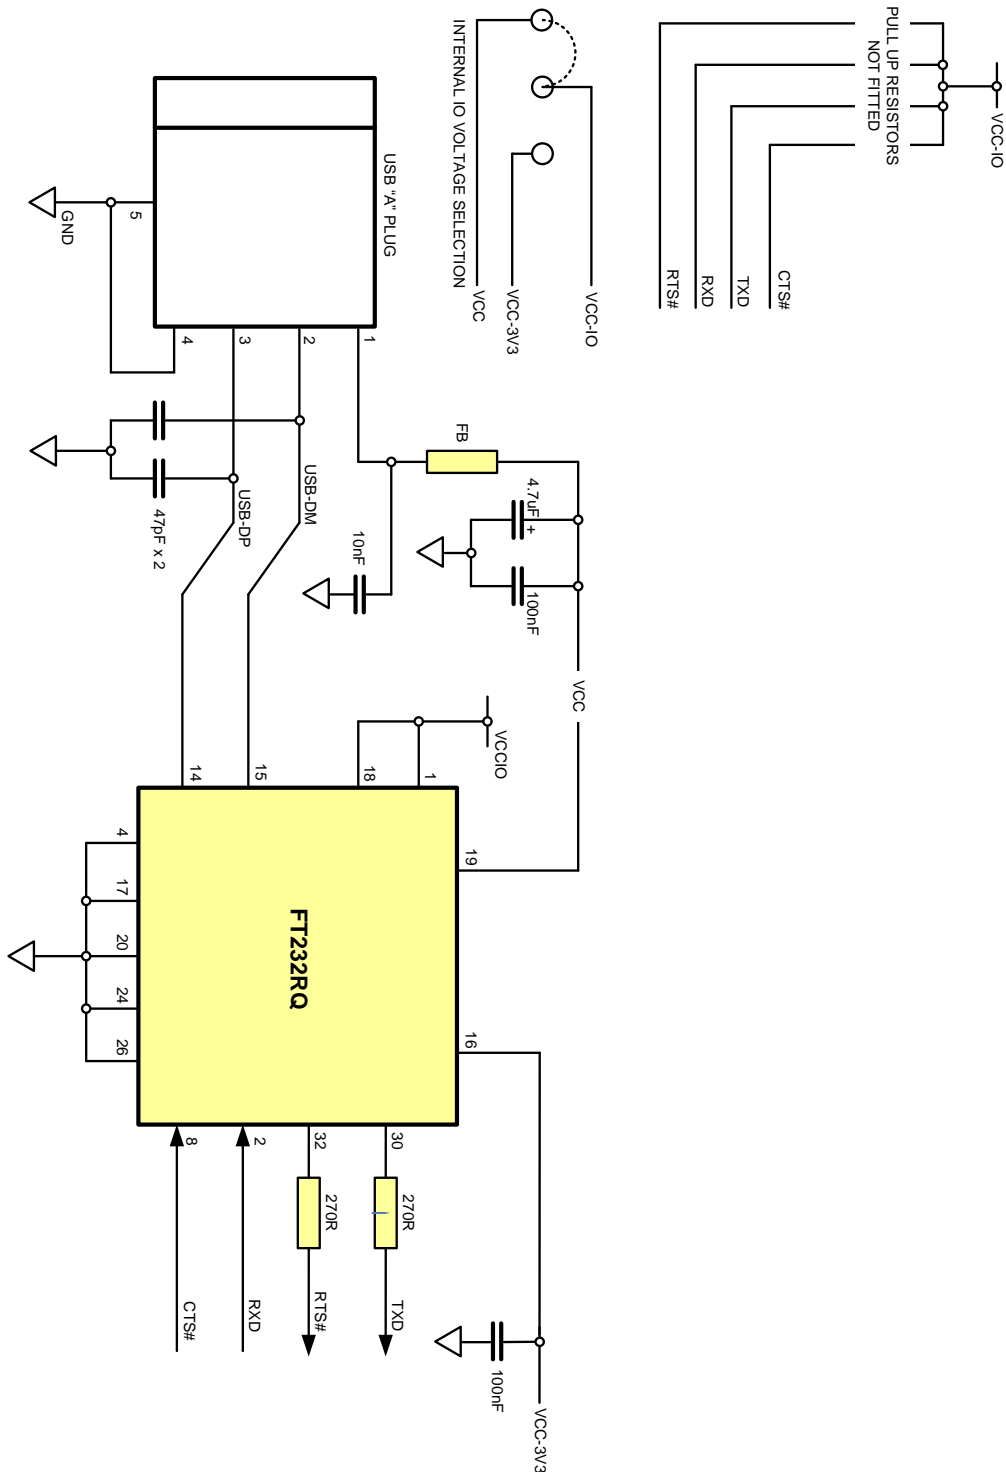 PULL UP RESISTORS
NOT FITTED
VCC-IO
RTS#
RXD
TXD
CTS#
INTERNAL IO VOLTAGE SELECTION
VCC
VCC-3V3
VCC-IO
USB "A" PLUG
5
GND
1
2
3
4
FB
4.7uF +
100nF
10nF
USB-DM
USB-DP
47pF x 2
VCC
VCCIO
14
15
18
1
19
16
4
17
20
24
26
FT232RQ
30
32
2
8
270R
270R
TXD
RTS#
RXD
CTS#
100nF
VCC-3V3